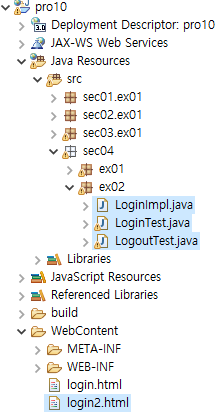 pro10
Deployment Descriptor: pro10
JAX-WS Web Services
Java Resources
src
sec01.ex01
sec02.ex01
sec03.ex01
sec04
ex01
ex02
LoginImpl.java
LoginTest.java
LogoutTest.java
Libraries
JavaScript Resources
Referenced Libraries
build
WebContent
META-INF
WEB-INF
login.html
login2.html